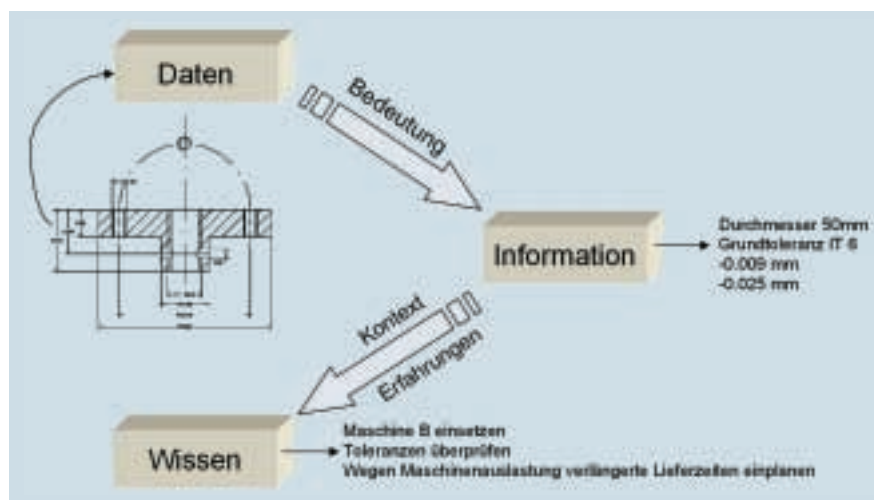 Daten
Bedeutung
Information
Durchmesser 50mm
Grundtoleranz IT 6
-0.009 mm
-0.025 mm
Kontext
Erfahrungen
Wissen
Maschine B einsetzen
Toleranzen überprüfen
Wegen Maschinenauslastung verlängerte Lieferzeiten einplanen